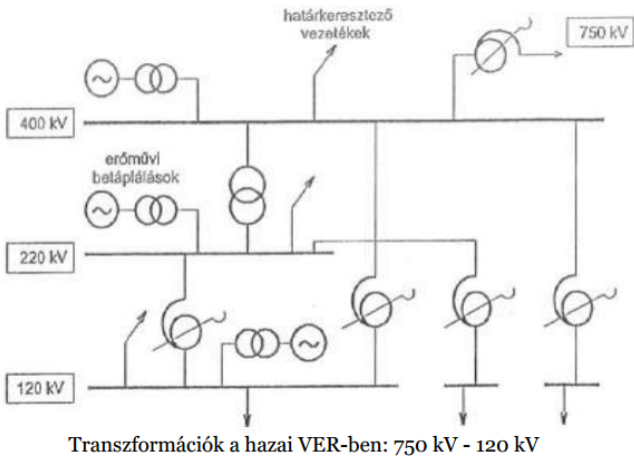 határkeresztező
vezetékek
750 kV
400 kV
erőművi
betáplálások
220 kV
120 kV
Transzformációk a hazai VER-ben: 750 kV - 120 kV